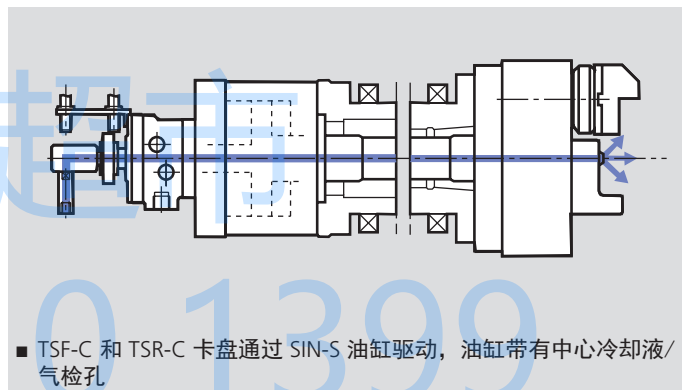 超市
0 1399
■ TSF-C 和 TSR-C 卡盘通过 SIN-S 油缸驱动，油缸带有中心冷却液/
气检孔